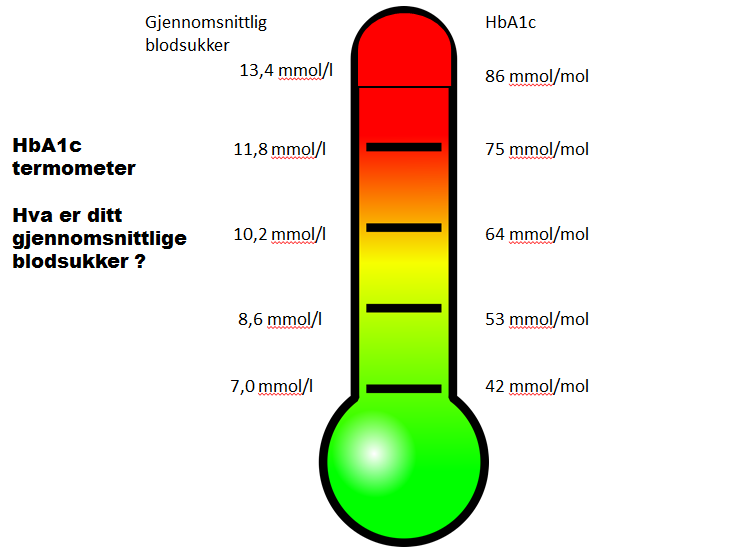 Gjennomsnittlig
blodsukker
HbA1c
13,4 mmol/l
86 mmol/mol
HbA1c
termometer
11,8 mmol/l
75 mmol/mol
Hva er ditt
gjennomsnittlige
blodsukker ?
10,2 mmol/l
64 mmol/mol
8,6 mmol/l
53 mmol/mol
7,0 mmol/l
42 mmol/mol